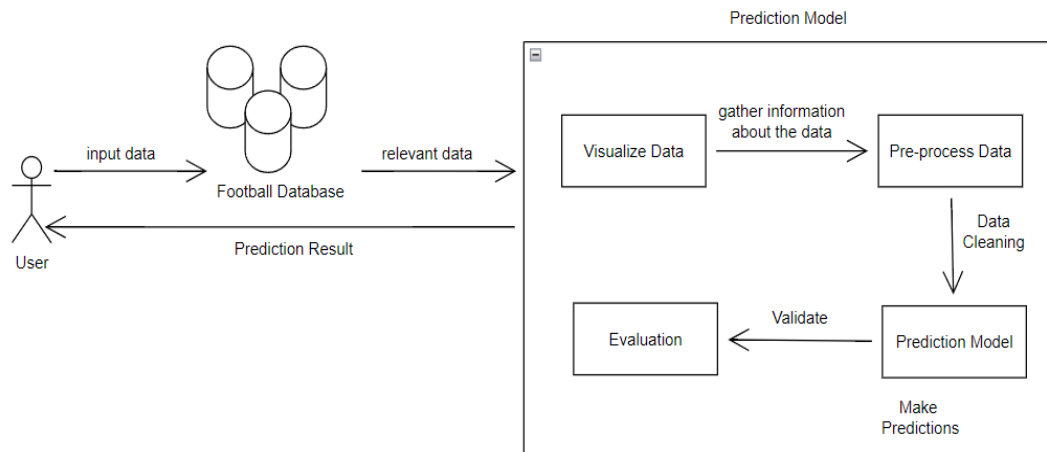 Prediction Model
input data
relevant data
Football Database
Prediction Result
User
Visualize Data
gather information
about the data
Pre-process Data
Data
Cleaning
Evaluation
Validate
Prediction Model
Make
Predictions